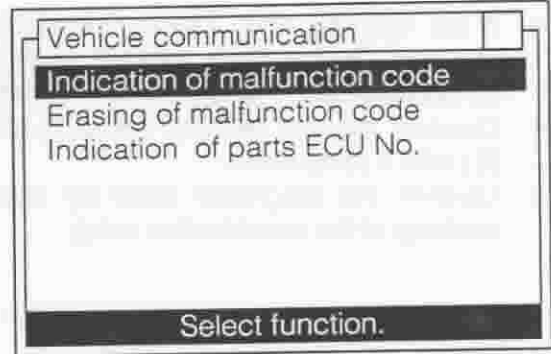 Vehicle communication
Indication of malfunction code
Erasing of malfunction code
Indication of parts ECU No.
Select function.